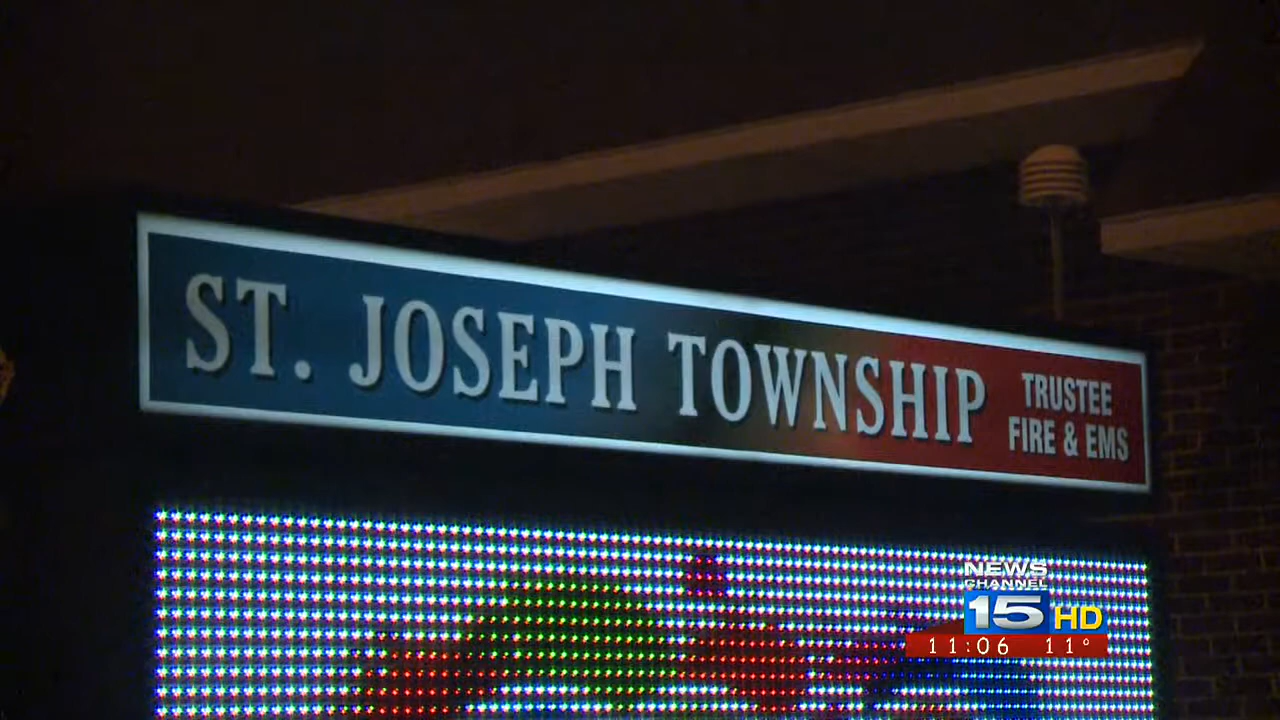 ST. JOSEPH TOWNSHIP
TRUSTEE
FIRE & EMS
NEWS
CHANNEL
15 HD
11:06 11°